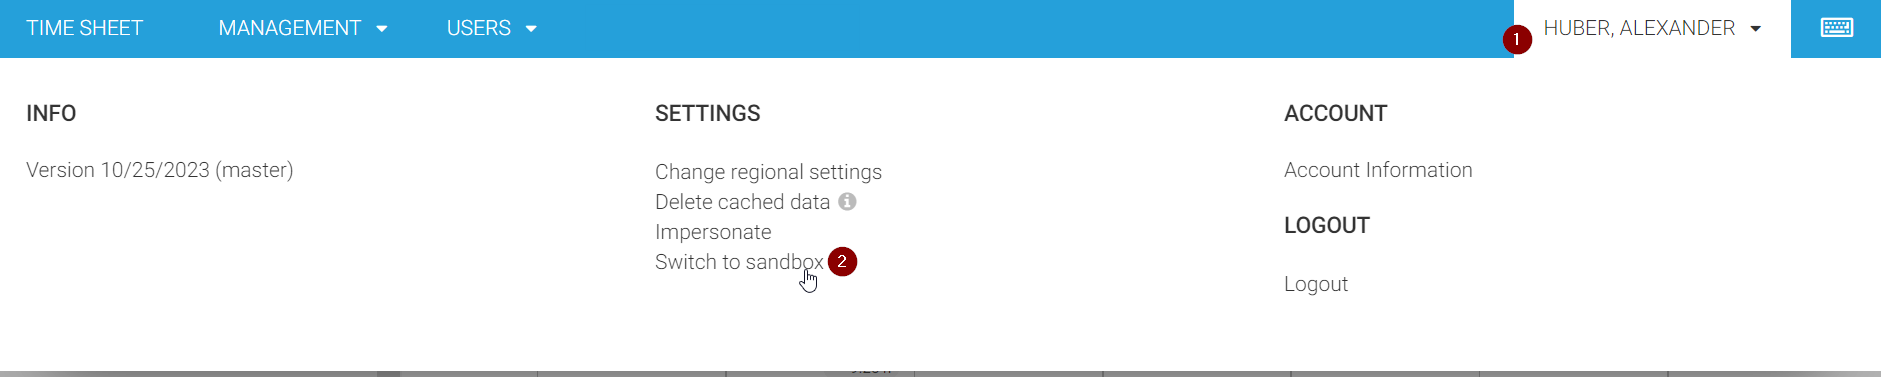 TIME SHEET MANAGEMENT USERS 1 HUBER, ALEXANDER
INFO
Version 10/25/2023 (master)
SETTINGS
Change regional settings
Delete cached data
Impersonate
Switch to sandbox 2
ACCOUNT
Account Information
LOGOUT
Logout